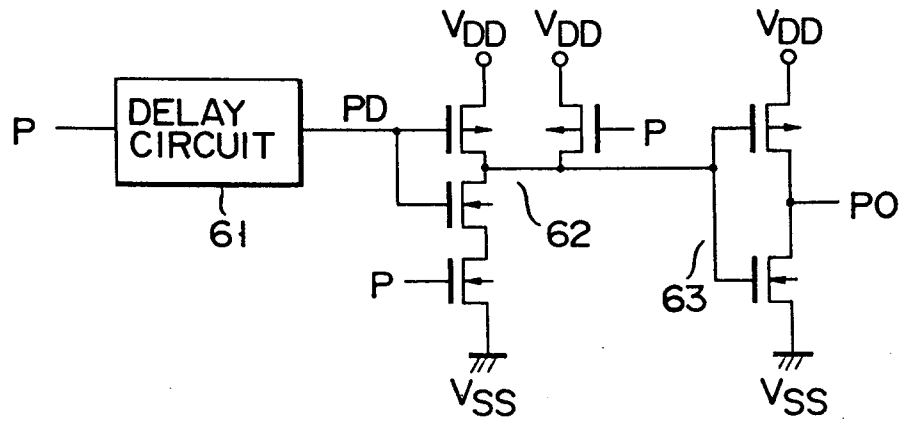 VDD
VDD
VDD
P
DELAY
CIRCUIT
PD
P
61
62
PO
P
63
VSS
VSS